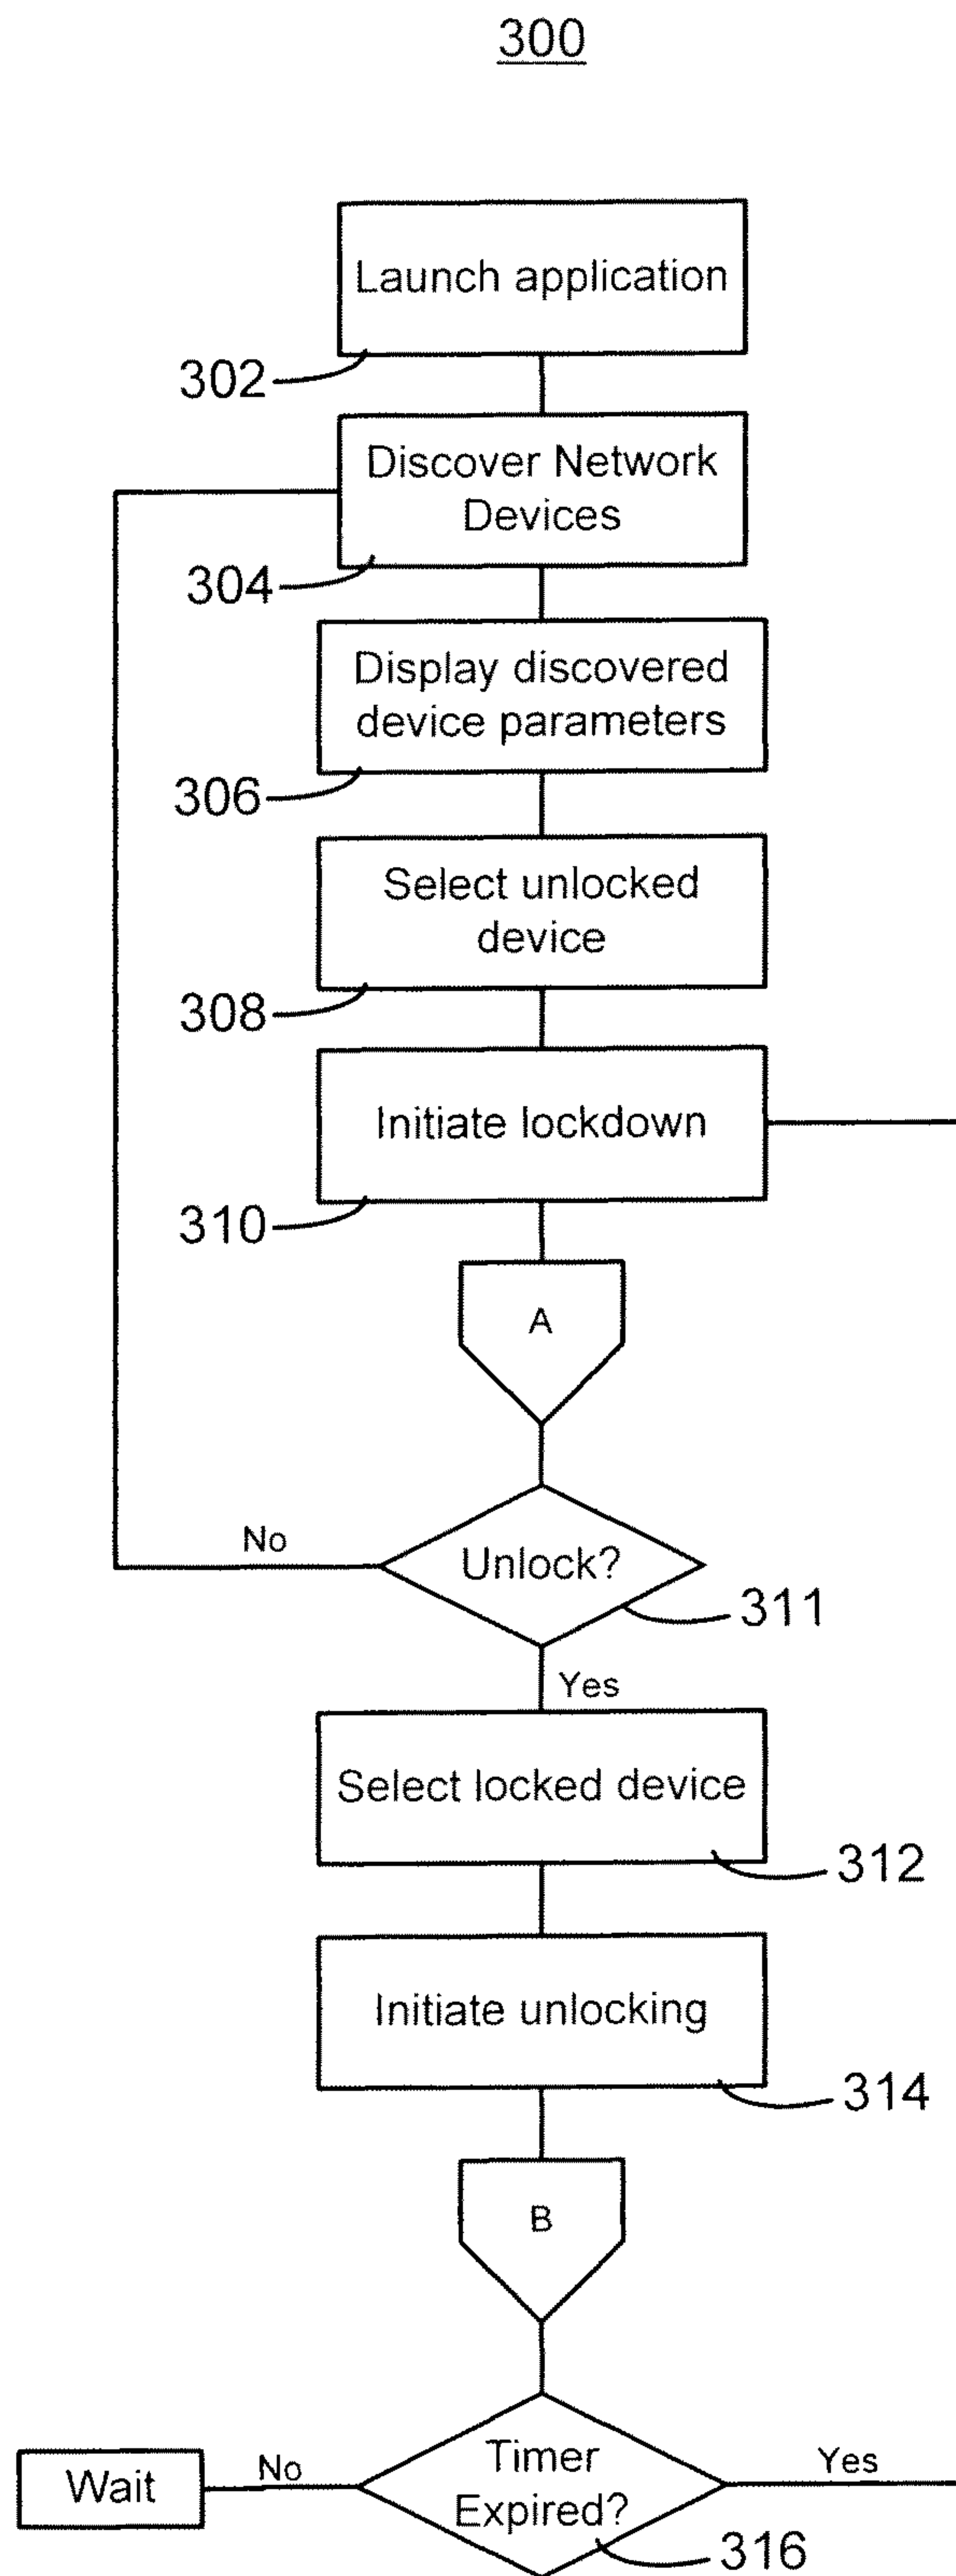 300
Launch application
302
Discover Network
Devices
304
Display discovered
device parameters
306
Select unlocked
device
308
Initiate lockdown
310
A
No
Unlock?
311
Yes
Select locked device
312
Initiate unlocking
314
B
Wait
No
Timer
Expired?
Yes
316